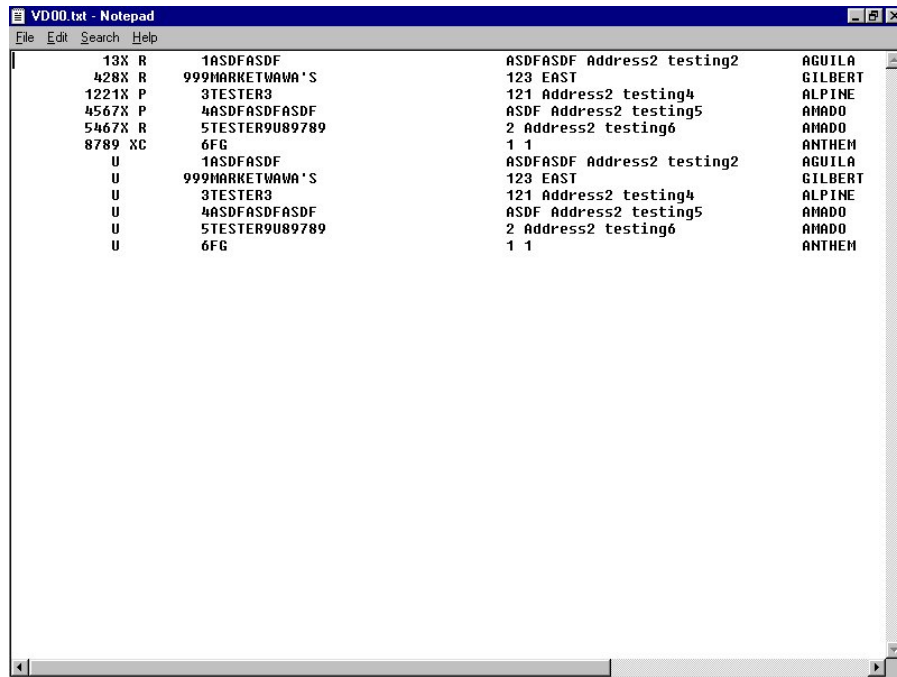 VD00.txt - Notepad
File Edit Search Help
13X R 1ASDFASDF ASDFASDF Address2 testing2 AGUILA
428X R 999MARKETWAWA'S 123 EAST GILBERT
1221X P 3TESTER3 121 Address2 testing4 ALPINE
4567X P 4ASDFASDFASDF ASDF Address2 testing5 AMADO
5467X R 5TESTER9U89789 2 Address2 testing6 AMADO
8789 XC 6FG 1 1 ANTHEM
U 1ASDFASDF ASDFASDF Address2 testing2 AGUILA
U 999MARKETWAWA'S 123 EAST GILBERT
U 3TESTER3 121 Address2 testing4 ALPINE
U 4ASDFASDFASDF ASDF Address2 testing5 AMADO
U 5TESTER9U89789 2 Address2 testing6 AMADO
U 6FG 1 1 ANTHEM